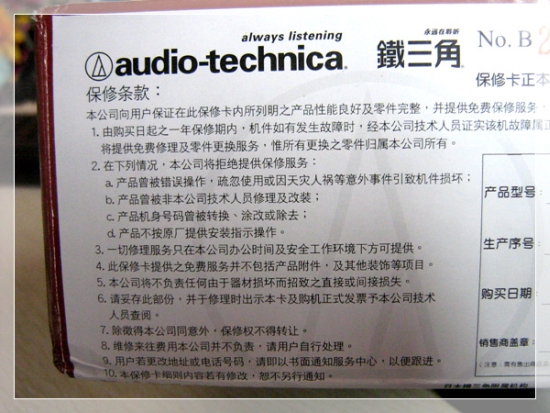 always listening
audio-technica
永远在聆听
鐵三角
No. B 2
保修卡正本
保修条款：
本公司向用户保证在此保修卡内所列明之产品性能良好及零件完整，并提供免费保修服务，
1. 由购买日起之一年保修期内，机件如有发生故障时，经本公司技术人员证实该机故障属正
将提供免费修理及零件更换服务，惟所有更换之零件归属本公司所有。
2. 在下列情况，本公司将拒绝提供保修服务：
a. 产品曾被错误操作，疏忽使用或因天灾人祸等意外事件引致机件损坏；
b. 产品曾被非本公司技术人员修理及改装；
c. 产品机身号码曾被转换、涂改或除去；
d. 产品不按原厂提供安装指示操作。
3. 一切修理服务只在本公司办公时间及安全工作环境下方可提供。
4. 此保修卡提供之免费服务并不包括产品附件，及其他装饰等项目。
5. 本公司将不负责任何由于器材损坏而招致之直接或间接损失。
6. 请妥存此部份，并于修理时出示本卡及购机正式发票予本公司技术
人员查阅。
7. 除徵得本公司同意外，保修权不得转让。
8. 维修来往费用本公司并不负责，请用户自行处理。
9. 用户若更改地址或电话号码，请即以书面通知服务中心，以便跟进。
10. 本保修卡细则内容若有修改，恕不另行通知。
产品型号：
生产序号：
购买日期：
销售商盖章：